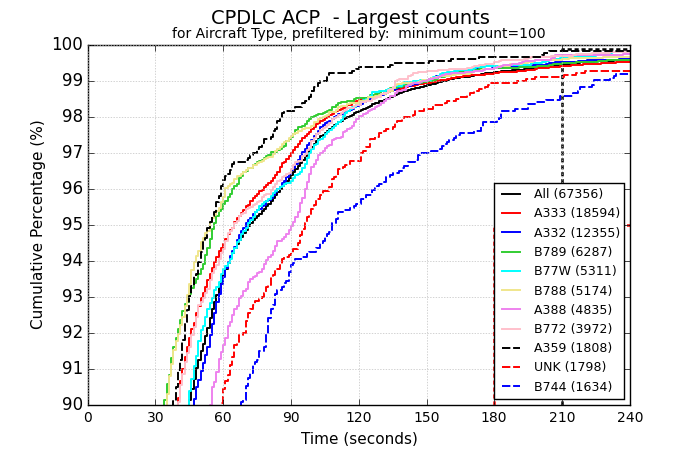 CPDLC ACP - Largest counts
for Aircraft Type, prefiltered by: minimum count=100
Cumulative Percentage (%)
100
99
98
97
96
95
94
93
92
91
90
0 30 60 90 120 150 180 210 240
Time (seconds)
All (67356)
A333 (18594)
A332 (12355)
B789 (6287)
B77W (5311)
B788 (5174)
A388 (4835)
B772 (3972)
A359 (1808)
UNK (1798)
B744 (1634)